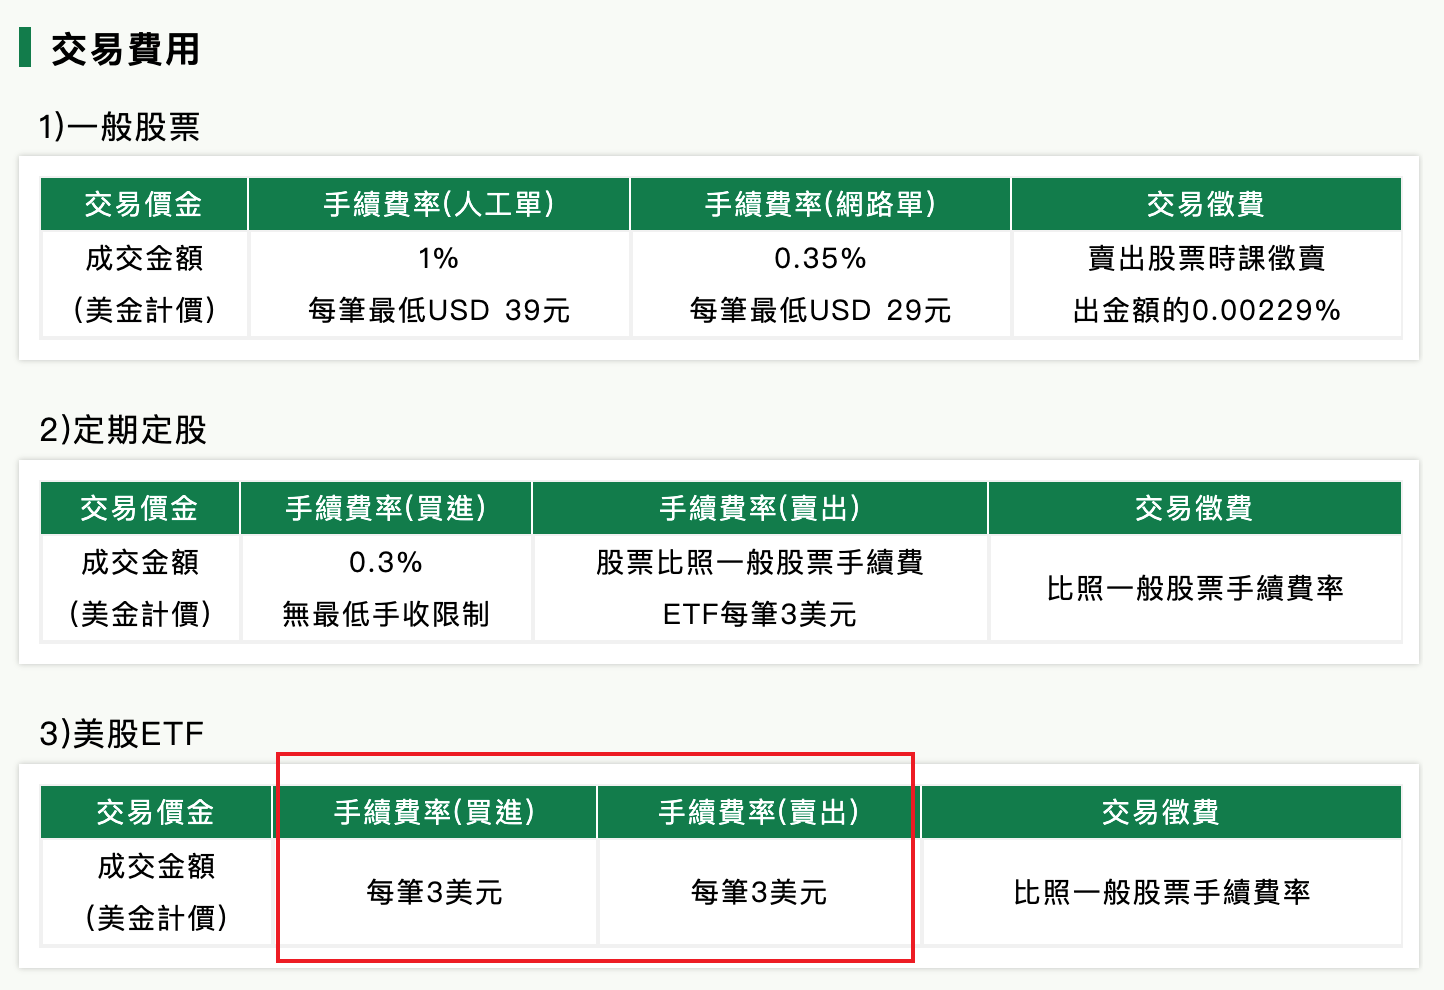 交易費用
1)一般股票
交易價金 手續費率(人工單) 手續費率(網路單) 交易徵費
成交金額 1% 0.35% 賣出股票時課徵賣
(美金計價) 每筆最低USD 39元 每筆最低USD 29元 出金額的0.00229%
2)定期定股
交易價金 手續費率(買進) 手續費率(賣出) 交易徵費
成交金額 0.3% 股票比照一般股票手續費
(美金計價) 無最低手收限制 ETF每筆3美元 比照一般股票手續費率
3)美股ETF
交易價金 手續費率(買進) 手續費率(賣出) 交易徵費
成交金額
(美金計價) 每筆3美元 每筆3美元 比照一般股票手續費率